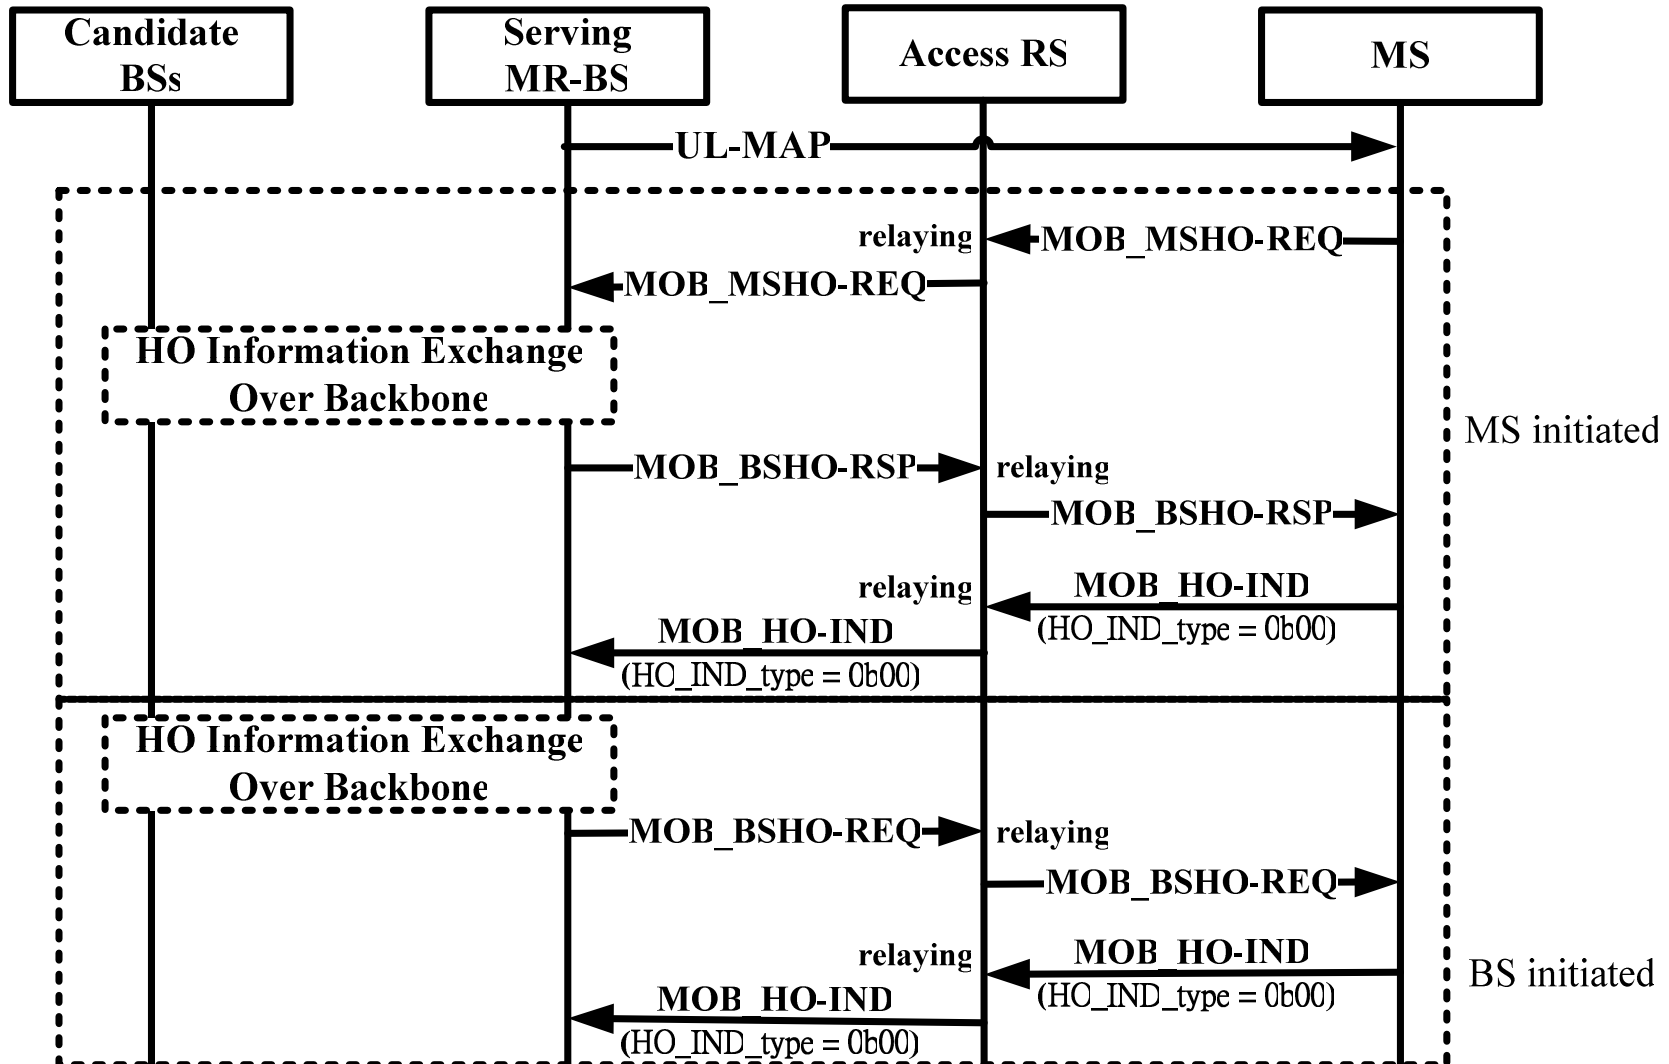 Candidate
BSs
Serving
MR-BS
Access RS
MS
UL-MAP
relaying
MOB_MSHO-REQ
MOB_MSHO-REQ
HO Information Exchange
Over Backbone
MS initiated
MOB_BSHO-RSP
relaying
MOB_BSHO-RSP
relaying
MOB_HO-IND
(HO_IND_type = 0b00)
MOB_HO-IND
(HO_IND_type = 0b00)
HO Information Exchange
Over Backbone
MOB_BSHO-REQ
relaying
MOB_BSHO-REQ
relaying
MOB_HO-IND
(HO_IND_type = 0b00)
BS initiated
MOB_HO-IND
(HO_IND_type = 0b00)